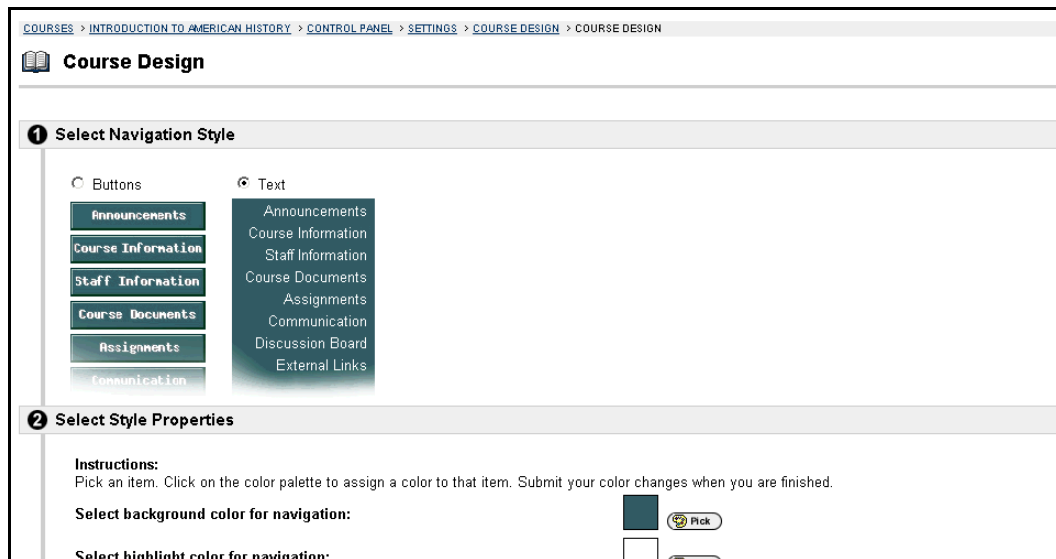 COURSES > INTRODUCTION TO AMERICAN HISTORY > CONTROL PANEL > SETTINGS > COURSE DESIGN > COURSE DESIGN
Course Design
1 Select Navigation Style
Buttons
Announcements
Course Information
Staff Information
Course Documents
Assignments
Communication
Text
Announcements
Course Information
Staff Information
Course Documents
Assignments
Communication
Discussion Board
External Links
2 Select Style Properties
Instructions:
Pick an item. Click on the color palette to assign a color to that item. Submit your color changes when you are finished.
Select background color for navigation:
Pick
Select highlight color for navigation: